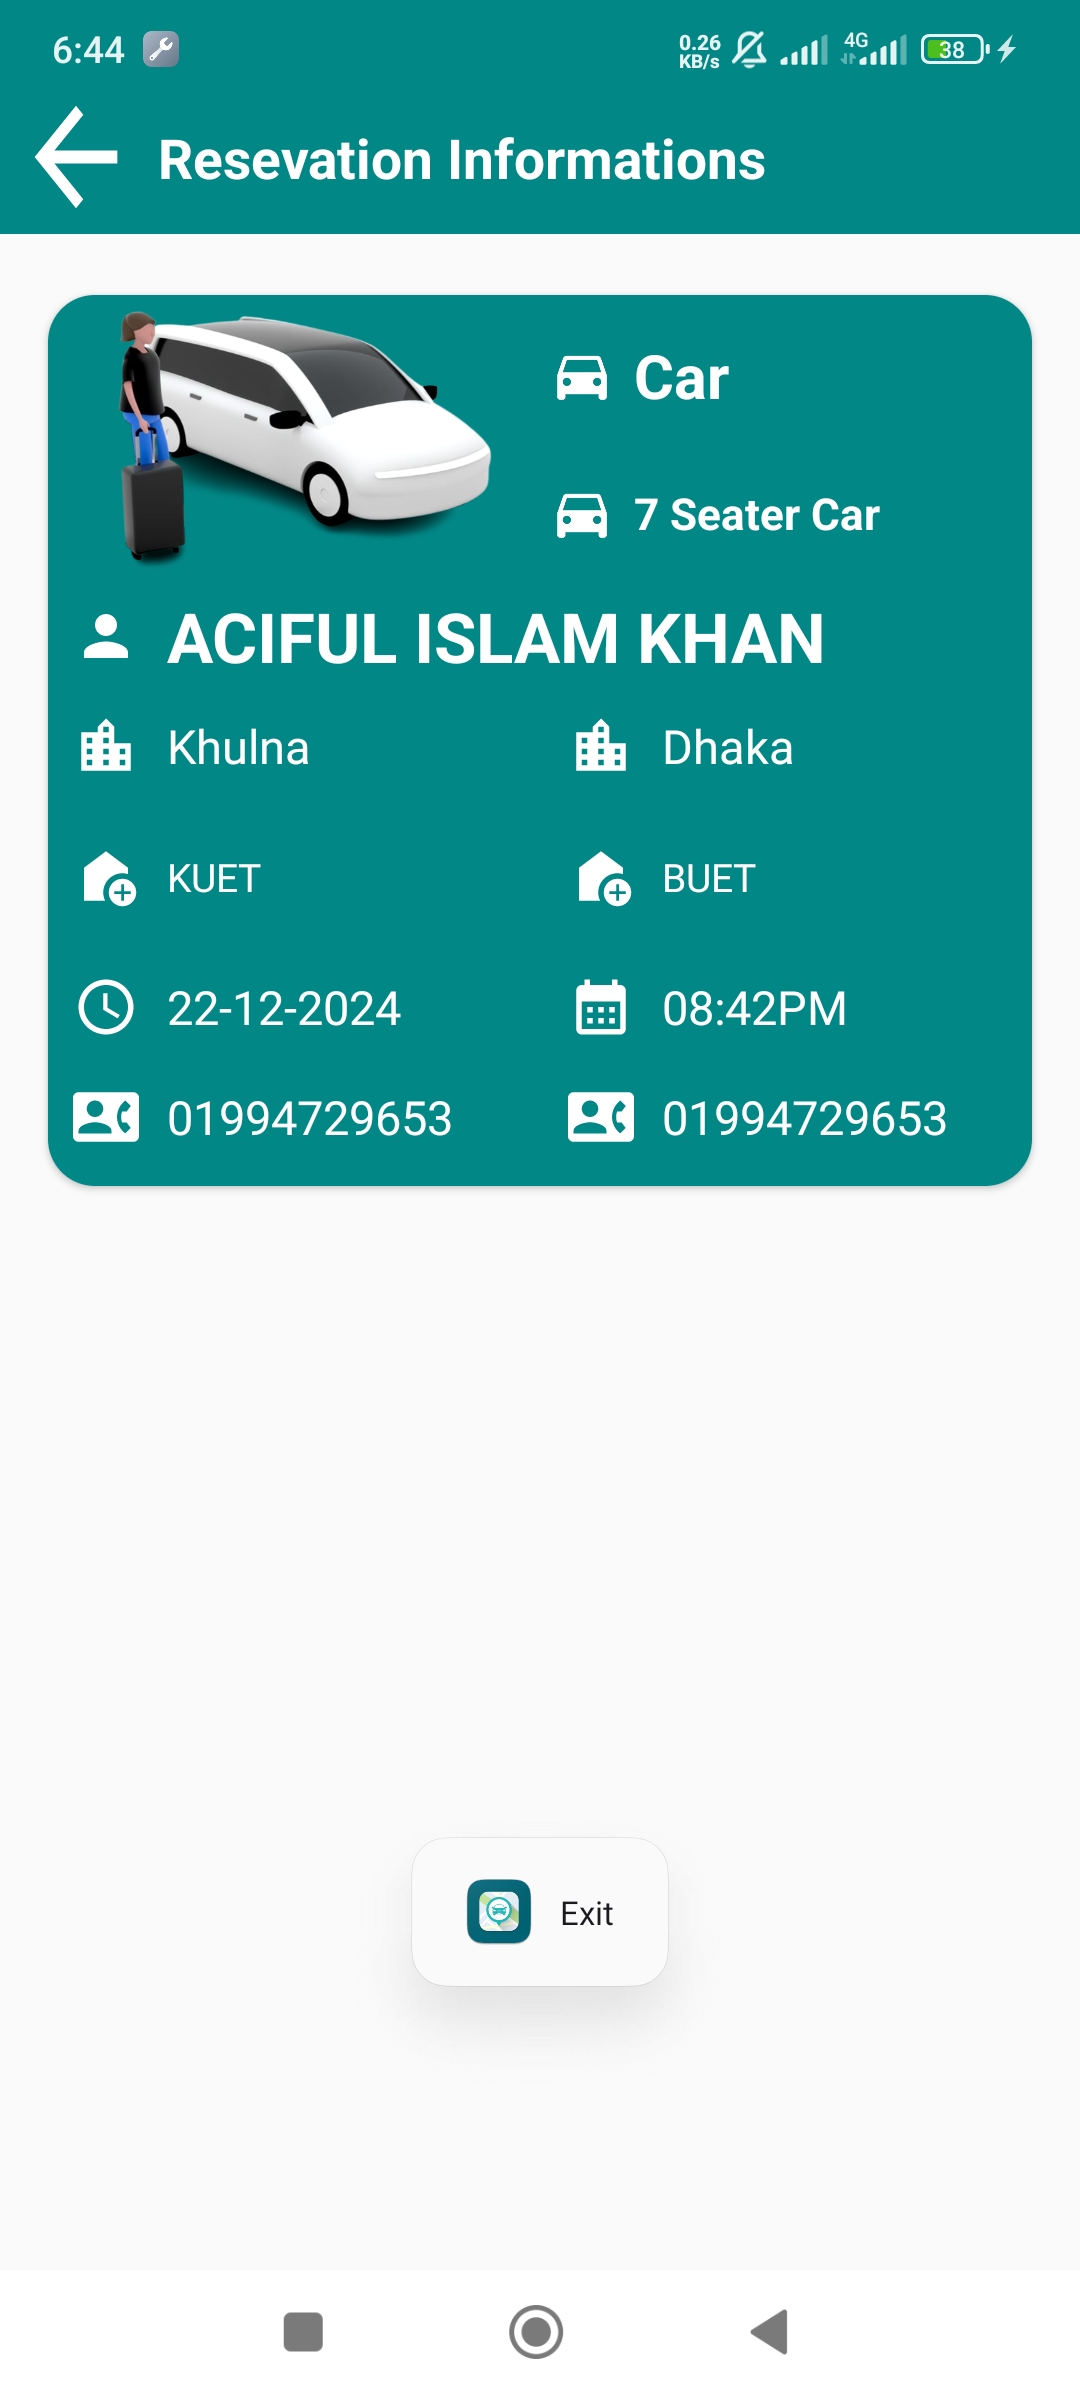 6:44
0.26
KB/s
4G
38
Resevation Informations
Car
7 Seater Car
ACIFUL ISLAM KHAN
Khulna
Dhaka
KUET
BUET
22-12-2024
08:42PM
01994729653
01994729653
Exit